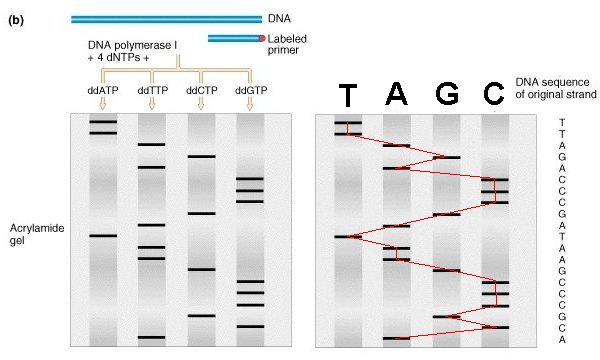 (b)
DNA
Labeled
primer
DNA polymerase I
+ 4 dNTPs +
ddATP ddTTP ddCTP ddGTP
Acrylamide
gel
T A G C
DNA sequence
of original strand
T
T
A
G
A
C
C
C
G
A
T
A
A
G
C
C
C
G
C
A